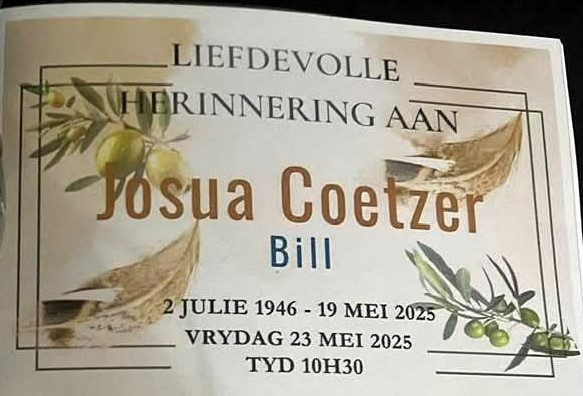 LIEFDEVOLLE
HERINNERING AAN
Josua Coetzer
Bill
2 JULIE 1946 - 19 MEI 2025
VRYDAG 23 MEI 2025
TYD 10H30